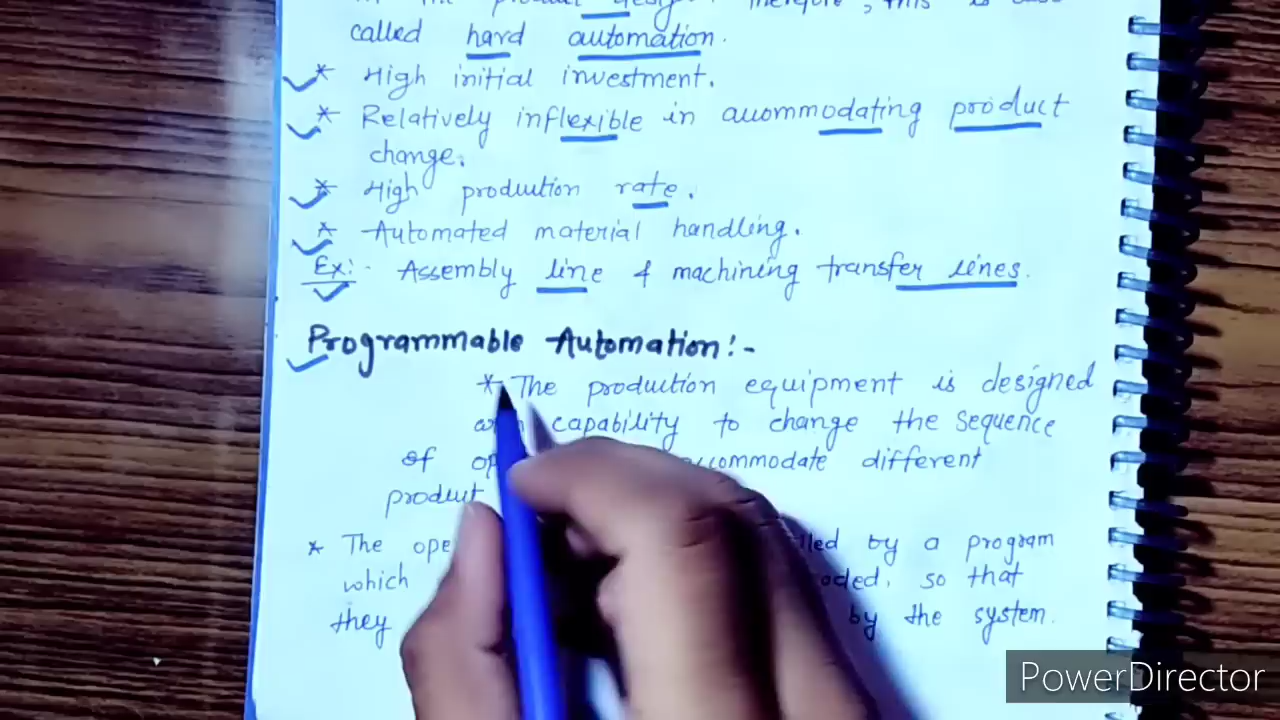 called hard automation.
* High initial investment.
* Relatively inflexible in auommodating product
change.
* High production rate.
* Automated material handling.
Ex:- Assembly line & machining transfer lines.
Programmable Automation:-
* The production equipment is designed
capability to change the sequence
of accommodate different
product
* The by a program
which so that
they by the system.
PowerDirector